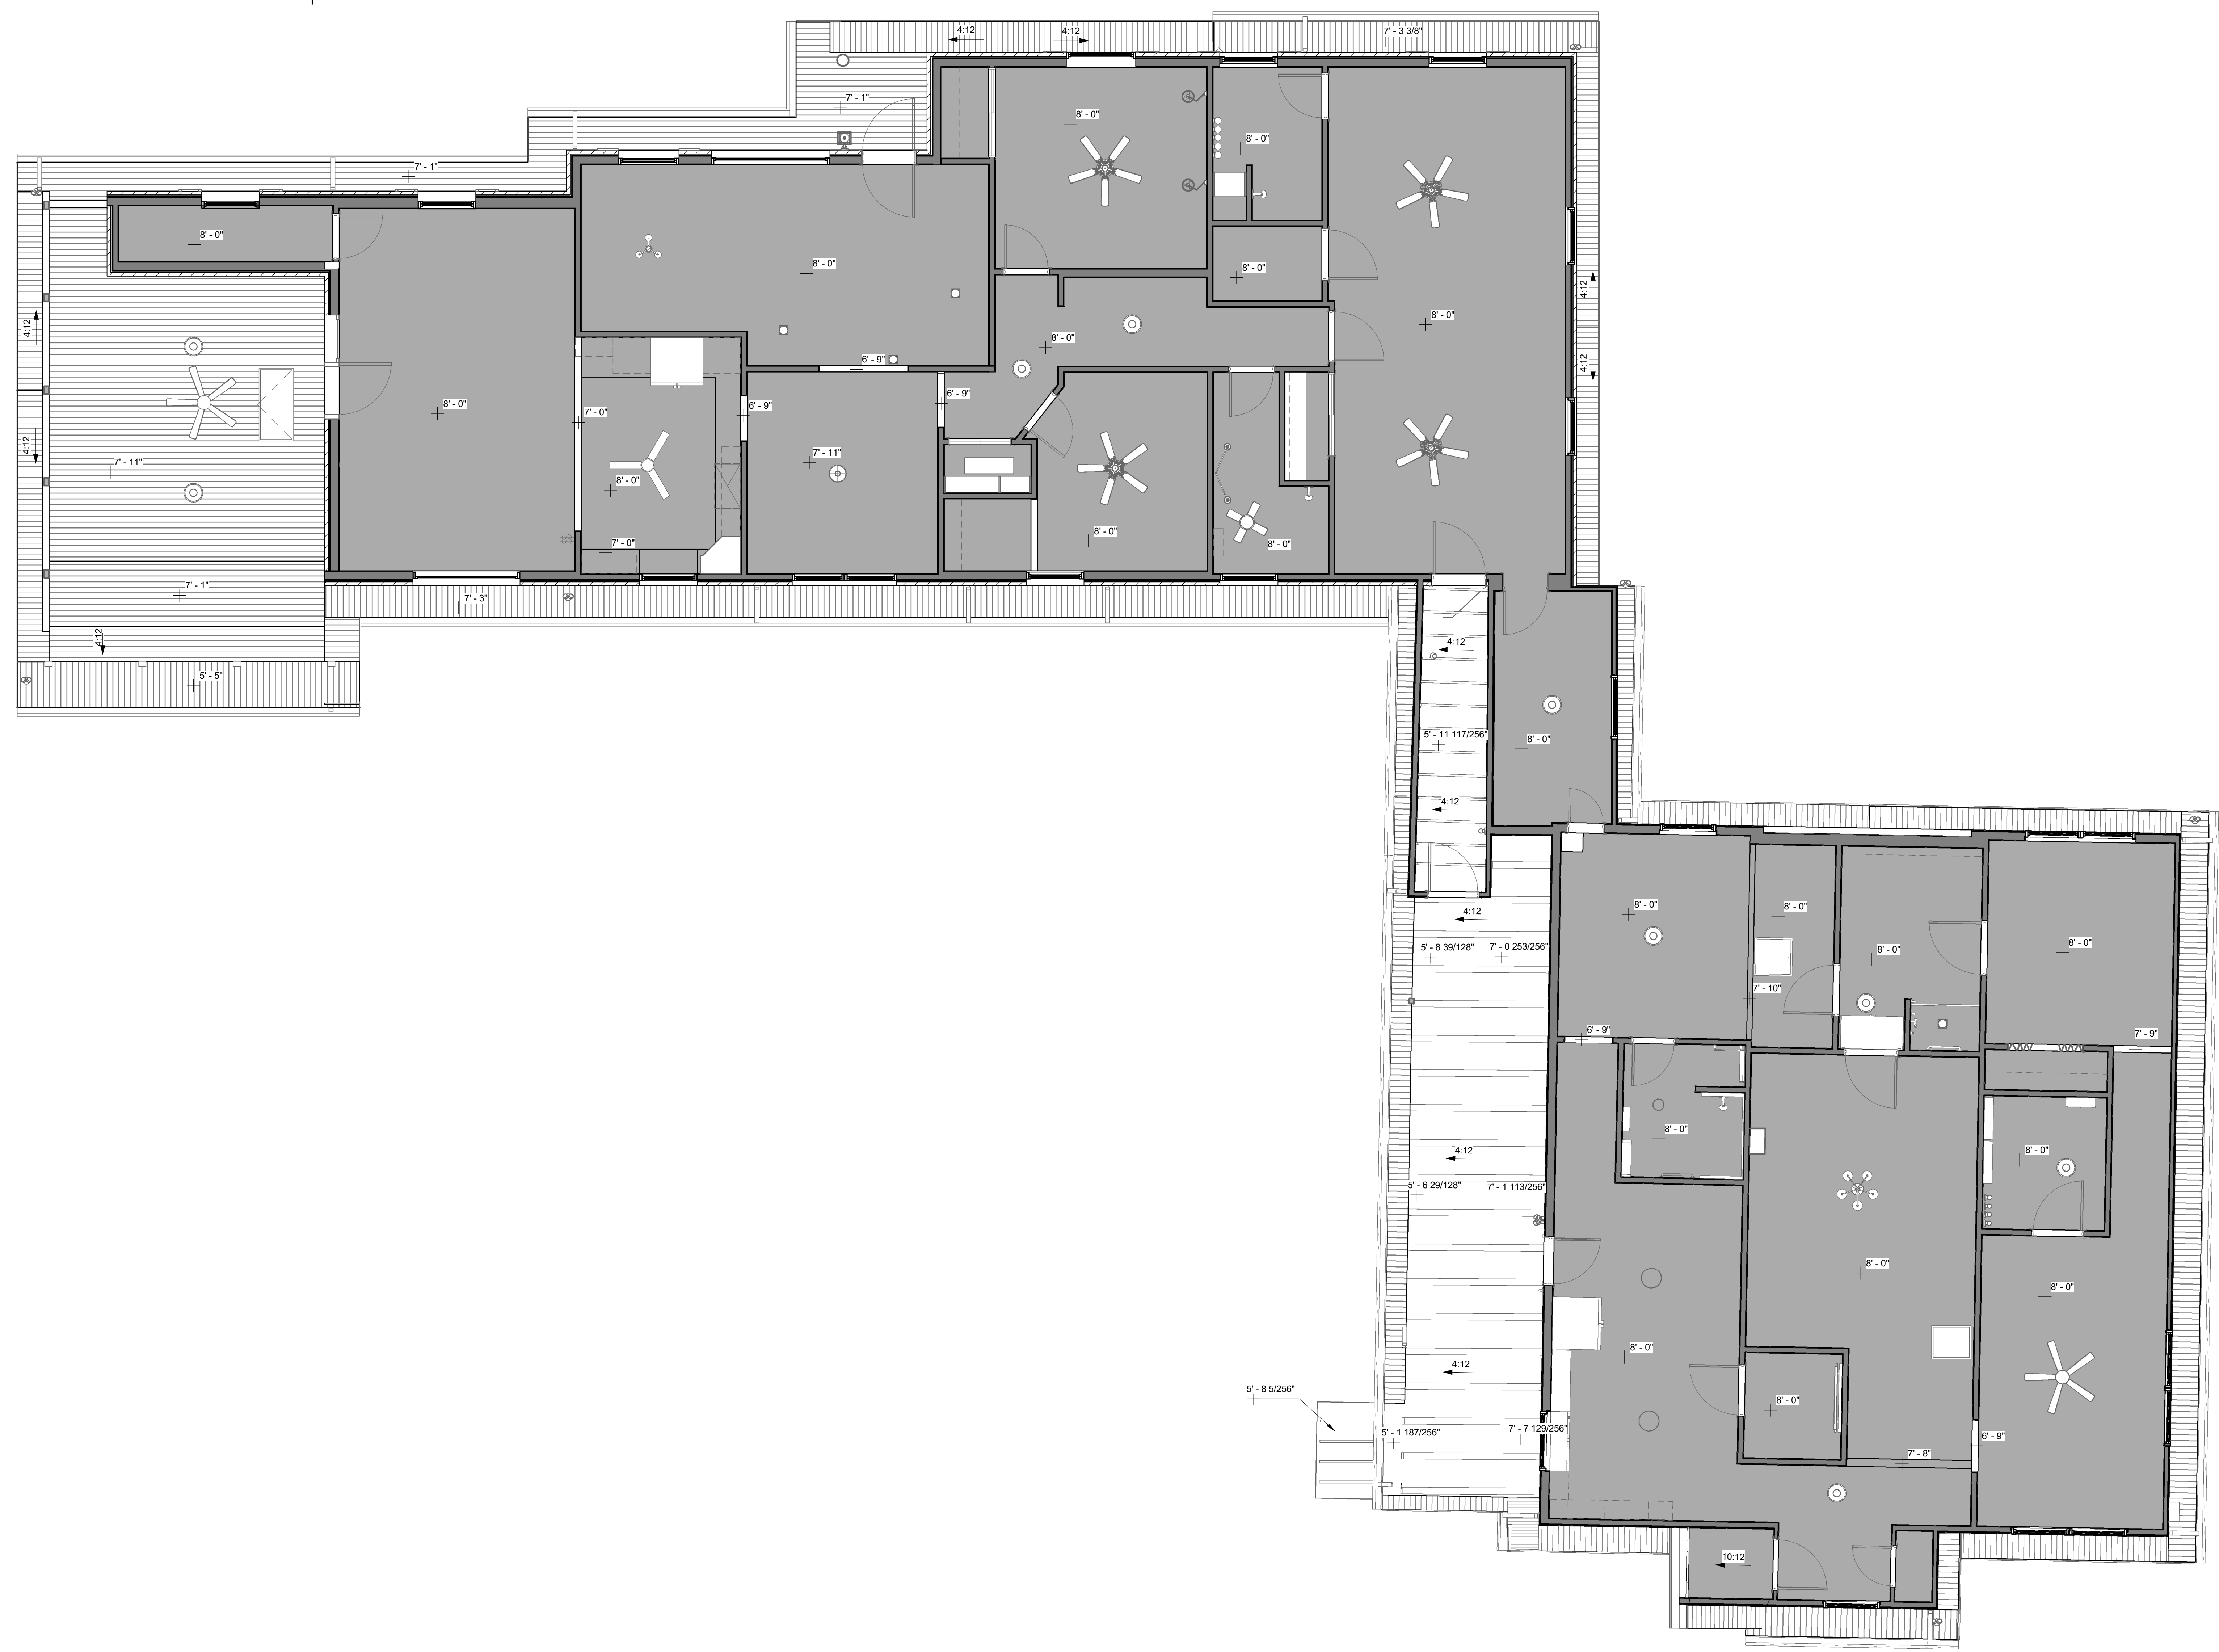 4:12
4:12
7' - 3 3/8"
7' - 1"
8' - 0"
8' - 0"
7' - 1"
8' - 0"
8' - 0"
8' - 0"
4:12
4:12
8' - 0"
8' - 0"
4:12
6' - 9"
4:12
8' - 0"
7' - 0"
6' - 9"
6' - 9"
4:12
7' - 11"
7' - 11"
8' - 0"
7' - 0"
8' - 0"
8' - 0"
7' - 1"
7' - 3"
4:12
4:12
5' - 5"
5' - 11 117/256"
8' - 0"
4:12
8' - 0"
8' - 0"
4:12
5' - 8 39/128"
7' - 0 253/256"
8' - 0"
8' - 0"
7' - 10"
6' - 9"
7' - 9"
8' - 0"
4:12
8' - 0"
5' - 6 29/128"
7' - 1 113/256"
8' - 0"
8' - 0"
8' - 0"
4:12
5' - 8 5/256"
8' - 0"
5' - 1 187/256"
7' - 7 129/256"
6' - 9"
7' - 8"
10:12